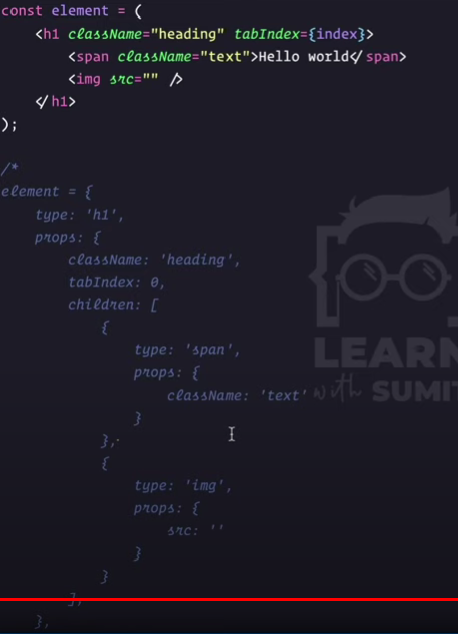 const element = (
    <h1 className="heading" tabIndex={index}>
        <span className="text">Hello world</span>
        <img src="" />
    </h1>
);
/*
element = {
    type: 'h1',
    props: {
        className: 'heading',
        tabIndex: 0,
        children: [
            {
                type: 'span',
                props: {
                    className: 'text'
                }
            },
            {
                type: 'img',
                props: {
                    src: ''
                }
            }
        ],
    },
LEARN
with SUMIT